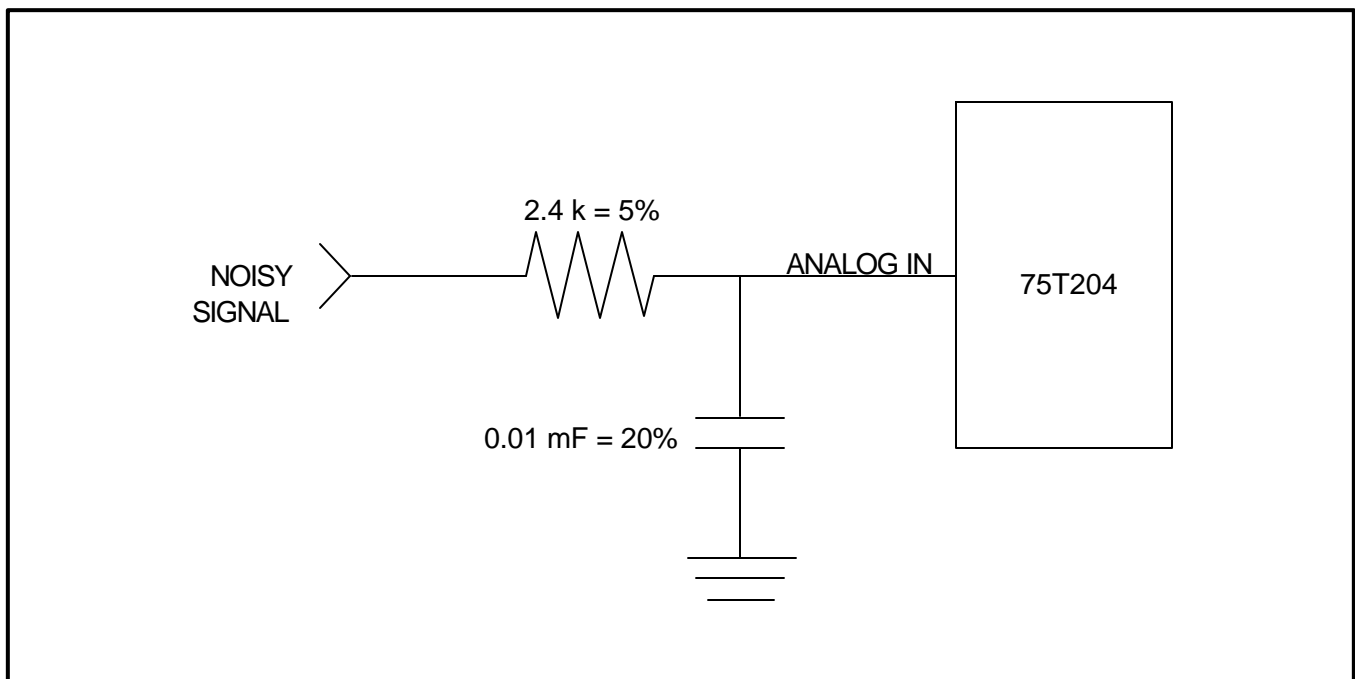 2.4 k = 5%
NOISY
SIGNAL
ANALOG IN
75T204
0.01 mF = 20%